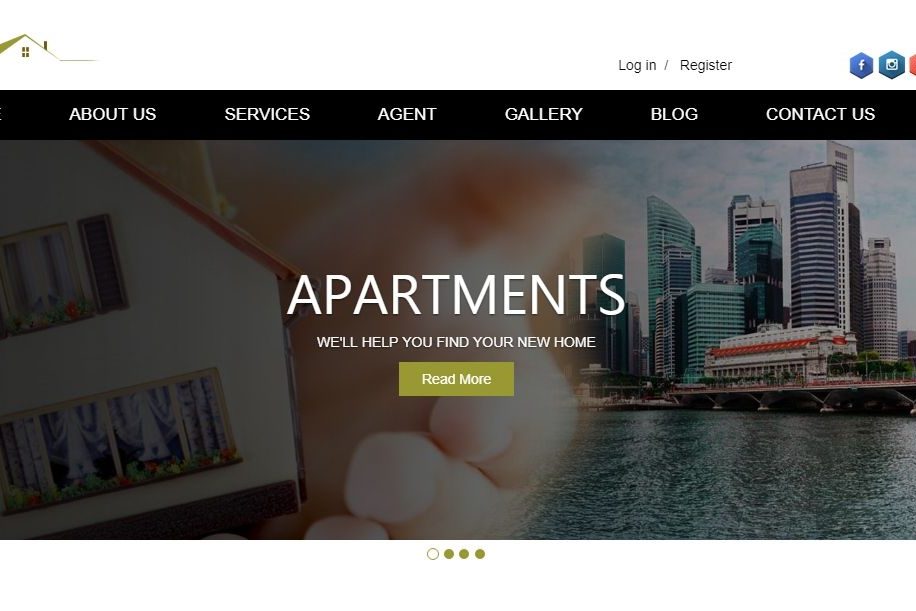 Log in / Register
ABOUT US SERVICES AGENT GALLERY BLOG CONTACT US
APARTMENTS
WE'LL HELP YOU FIND YOUR NEW HOME
Read More